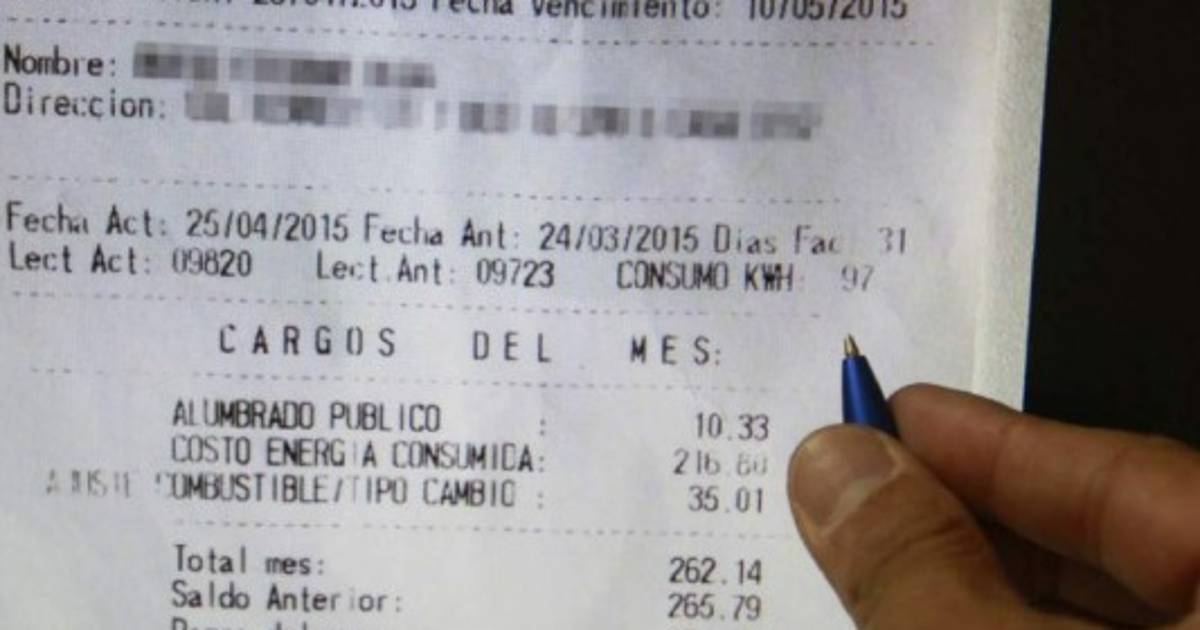 Fecha Vencimiento: 10/05/2015
Nombre:
Direccion:
Fecha Act: 25/04/2015 Fecha Ant: 24/03/2015 Dias Fac 31
Lect Act: 09820 Lect.Ant: 09723 CONSUMO KWH: 97
CARGOS DEL MES:
ALUMBRADO PUBLICO : 10.33
COSTO ENERGIA CONSUMIDA: 216.80
COMBUSTIBLE/TIPO CAMBIO : 35.01
Total mes: 262.14
Saldo Anterior: 265.79